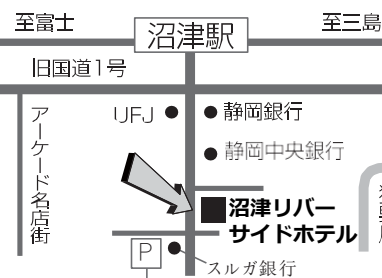 至富士
沼津駅
至三島
旧国道1号
アーケード名店街
UFJ
静岡銀行
静岡中央銀行
沼津リバー
サイドホテル
P
スルガ銀行